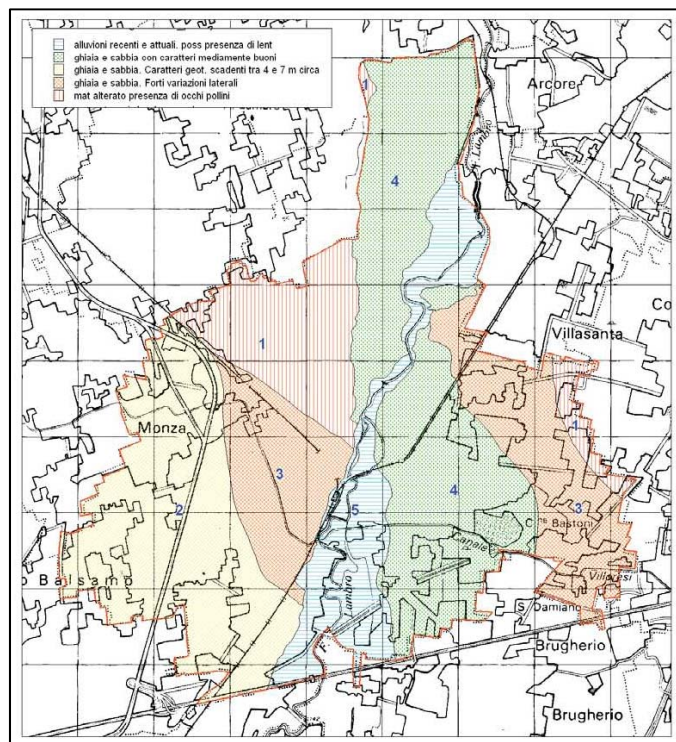 alluvioni recenti e attuali. poss presenza di lent
ghiaia e sabbia con caratteri mediamente buoni
ghiaia e sabbia. Caratteri geot. scadenti tra 4 e 7 m circa
ghiaia e sabbia. Forti variazioni laterali
mat alterato presenza di occhi pollini
Arcore
1
Lambro
4
Co
Villasanta
1
Monza
1
3
2
4
3
5
Bastoni
Canale
Villoresi
o Balsamo
Lambro
S. Damiano
Brugherio
Brugherio